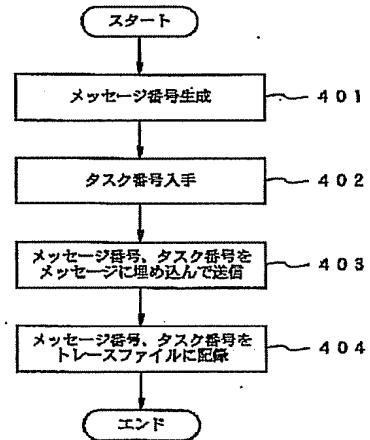 スタート
メッセージ番号生成
401
タスク番号入手
402
メッセージ番号、タスク番号を
メッセージに埋め込んで送信
403
メッセージ番号、タスク番号を
トレースファイルに記録
404
エンド